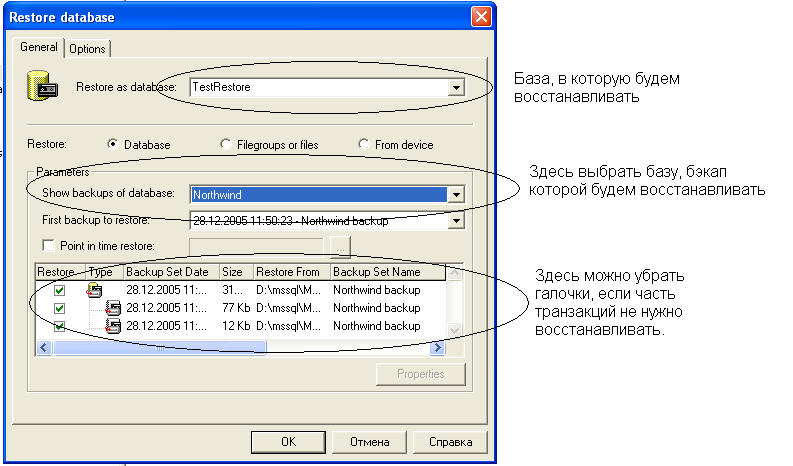 Restore database
General Options
Restore as database: TestRestore
База, в которую будем
восстанавливать
Restore: Database Filegroups or files From device
Parameters
Show backups of database: Northwind
Здесь выбрать базу, бэкап
которой будем восстанавливать
First backup to restore: 28.12.2005 11:50:23 - Northwind backup
Point in time restore: ...
Restore Type Backup Set Date Size Restore From Backup Set Name
28.12.2005 11:... 31... D:\mssql\M... Northwind backup
28.12.2005 11:... 77 Kb D:\mssql\M... Northwind backup
28.12.2005 11:... 12 Kb D:\mssql\M... Northwind backup
Здесь можно убрать
галочки, если часть
транзакций не нужно
восстанавливать.
Properties
OK Отмена Справка